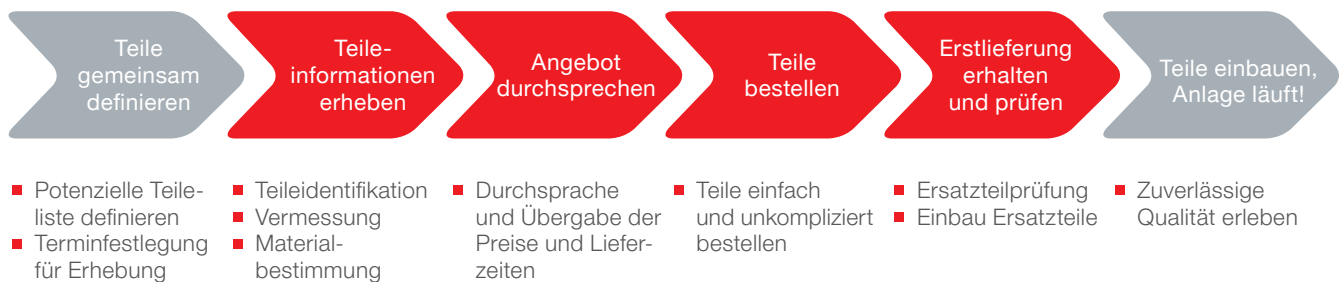 Teile
gemeinsam
definieren
Teile-
informationen
erheben
Angebot
durchsprechen
Teile
bestellen
Erstlieferung
erhalten
und prüfen
Teile einbauen,
Anlage läuft!
Potenzielle Teile-
liste definieren
Terminfestlegung
für Erhebung
Teileidentifikation
Vermessung
Material-
bestimmung
Durchsprache
und Übergabe der
Preise und Liefer-
zeiten
Teile einfach
und unkompliziert
bestellen
Ersatzteilprüfung
Einbau Ersatzteile
Zuverlässige
Qualität erleben